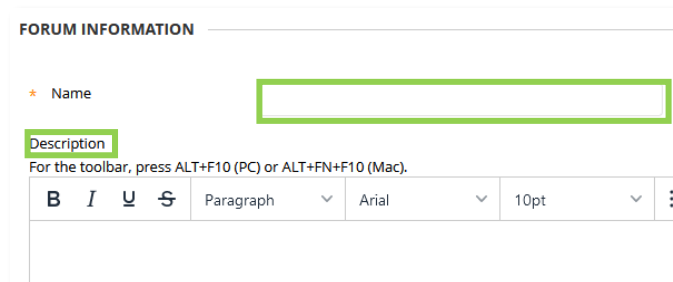 FORUM INFORMATION
* Name
Description
For the toolbar, press ALT+F10 (PC) or ALT+FN+F10 (Mac).
B I U S Paragraph Arial 10pt